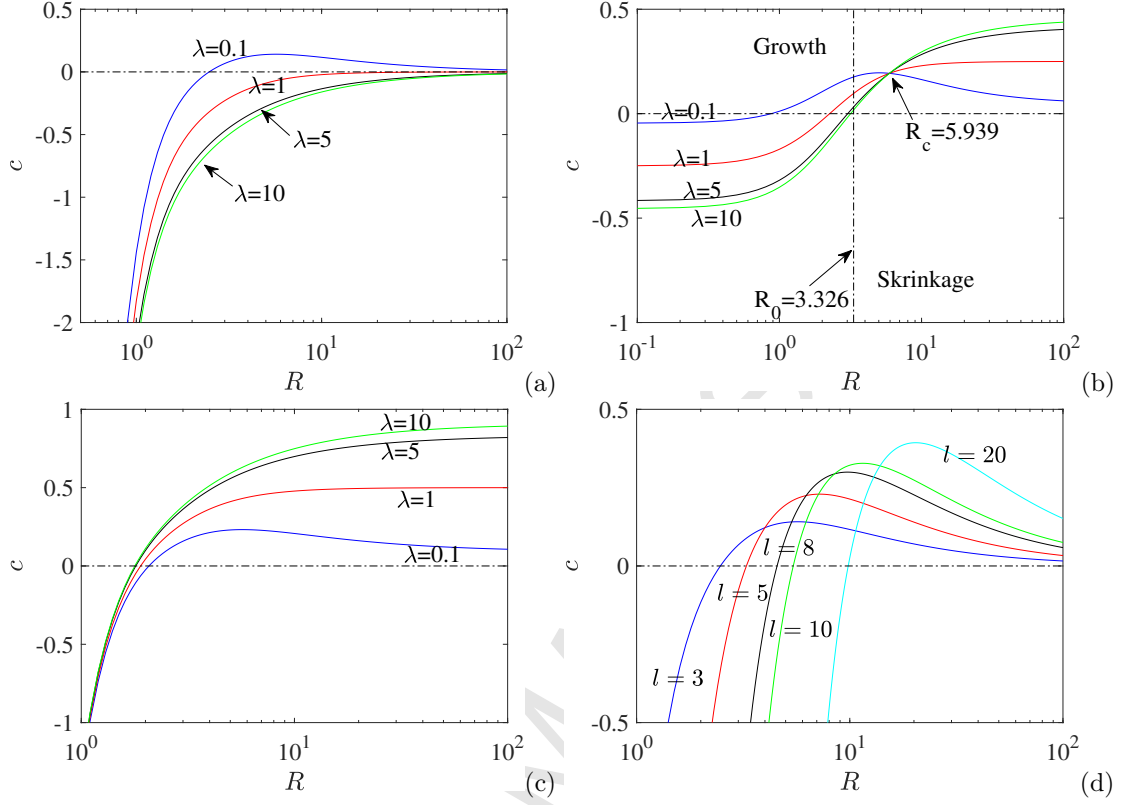 0.5
0
-0.5
-1
-1.5
-2
c
λ=0.1
λ=1
λ=5
λ=10
10^0
10^1
10^2
R
(a)
0.5
0
-0.5
-1
c
Growth
λ=0.1
λ=1
λ=5
λ=10
R_c=5.939
R_0=3.326
Skrinkage
10^-1
10^0
10^1
10^2
R
(b)
1
0.5
0
-0.5
-1
c
λ=10
λ=5
λ=1
λ=0.1
10^0
10^1
10^2
R
(c)
0.5
0
-0.5
c
l = 20
l = 8
l = 5
l = 10
l = 3
10^0
10^1
10^2
R
(d)